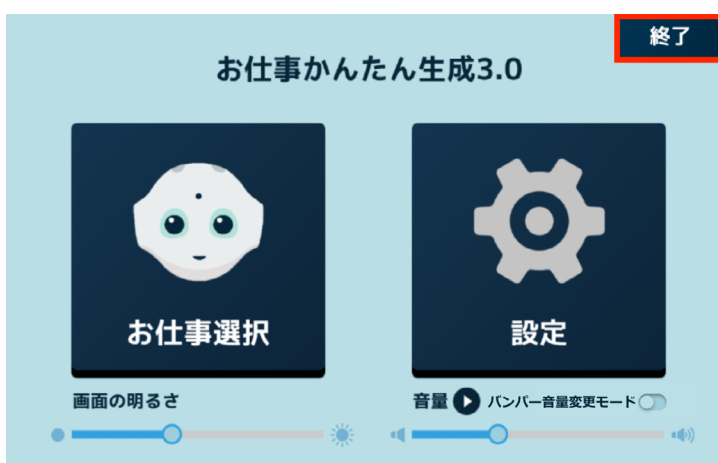 終了
お仕事かんたん生成3.0
お仕事選択
設定
画面の明るさ
音量
バンパー音量変更モード